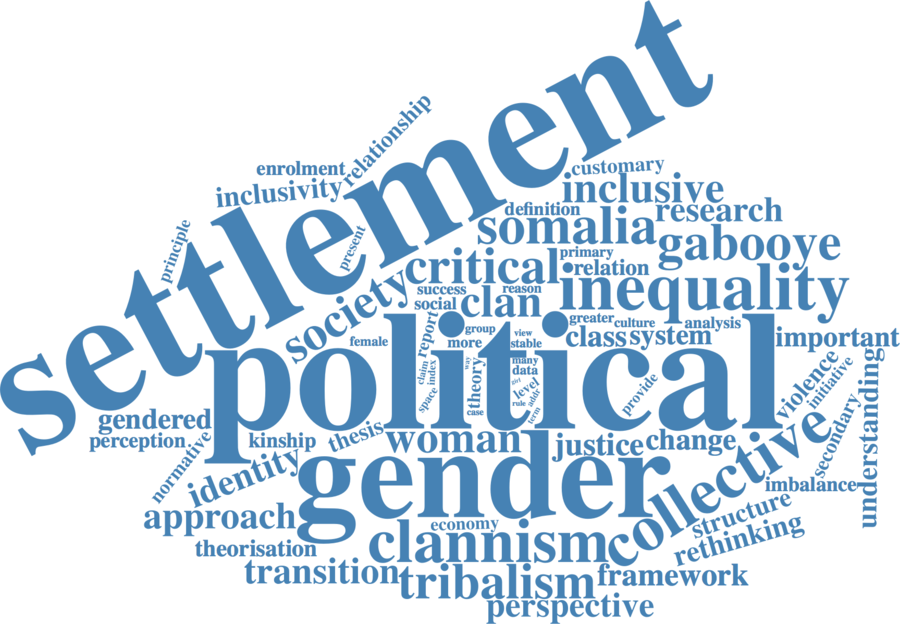 settlement
relationship
enrolment
inclusivity
customary
inclusive
principle
present
definition
research
somalia
gabooye
primary
critical
relation
society
success
reason
inequality
social
clan
greater
culture
analysis
report
group
view
female
more
stable
class
system
important
political
way
many
claim
index
theory
data
violence
initiative
space
girl
level
addr
provide
case
rule
term
understanding
gendered
perception
kinship
thesis
woman
justice
change
secondary
normative
identity
gender
collective
imbalance
approach
economy
structure
clannism
rethinking
theorisation
transition
tribalism
framework
perspective